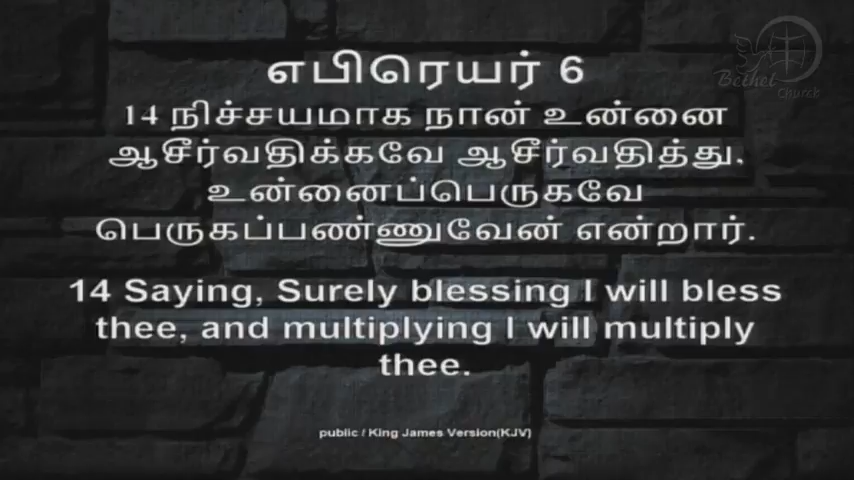 Bethel
Church
எபிரெயர் 6
14 நிச்சயமாக நான் உன்னை
ஆசீர்வதிக்கவே ஆசீர்வதித்து,
உன்னைப்பெருகவே
பெருகப்பண்ணுவேன் என்றார்.
14 Saying, Surely blessing I will bless
thee, and multiplying I will multiply
thee.
public / King James Version(KJV)